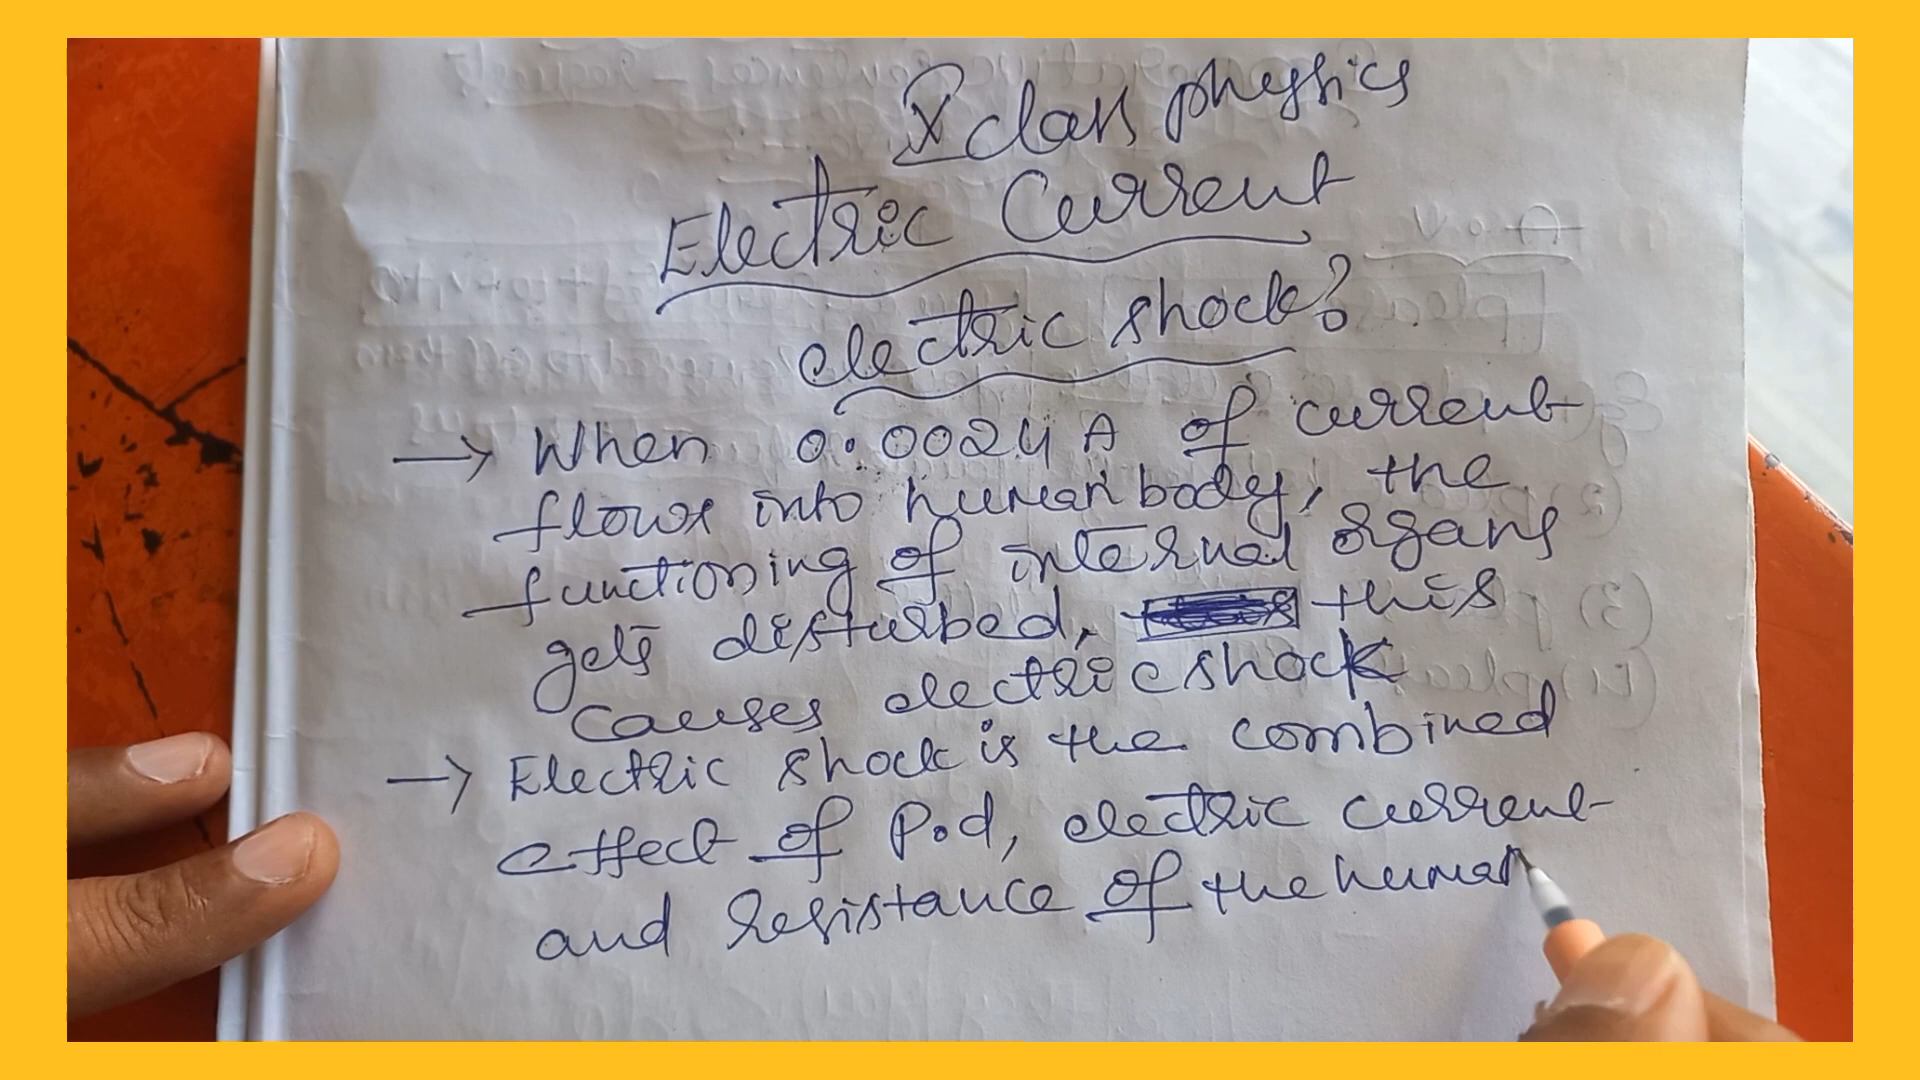 X class physics
Electric Current
electric shock?
→ When 0.0024 A of current
flows into human body, the
functioning of internal organs
gets disturbed, this
causes electric shock
→ Electric shock is the combined
effect of P.d, electric current
and resistance of the human